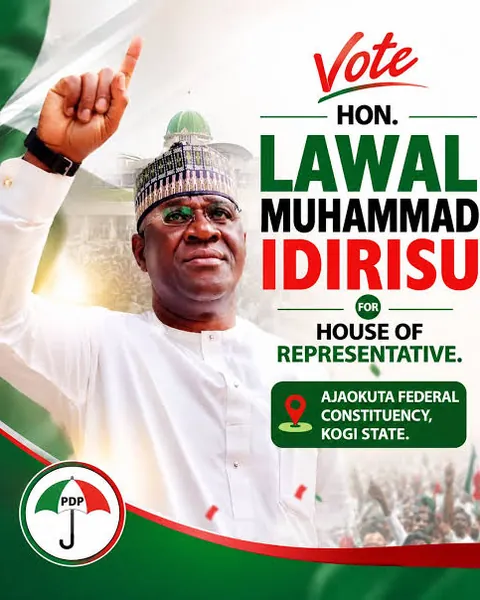 Vote
HON.
LAWAL
MUHAMMAD
IDIRISU
FOR
HOUSE OF
REPRESENTATIVE.
AJAOKUTA FEDERAL
CONSTITUENCY,
KOGI STATE.
PDP